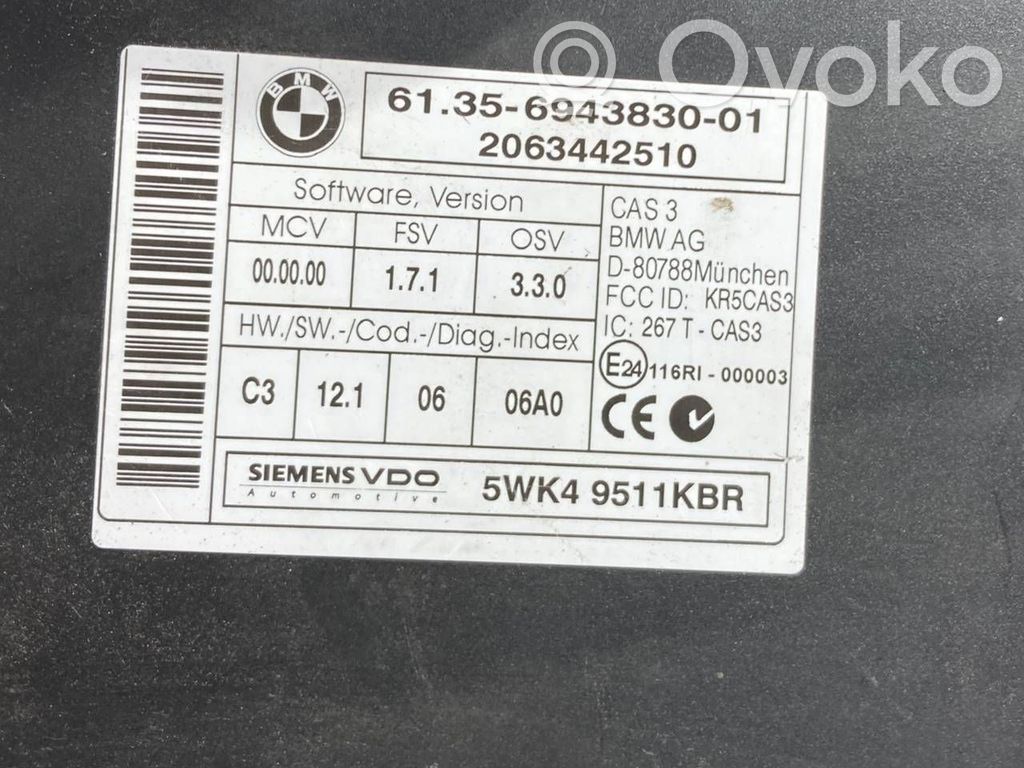 Ovoko
BMW
61.35-6943830-01
2063442510
Software, Version
MCV FSV OSV
00.00.00 1.7.1 3.3.0
HW./SW.-/Cod.-/Diag.-Index
C3 12.1 06 06A0
CAS 3
BMW AG
D-80788München
FCC ID: KR5CAS3
IC: 267 T - CAS3
E24 116RI - 000003
CE
SIEMENS VDO
Automotive
5WK4 9511KBR